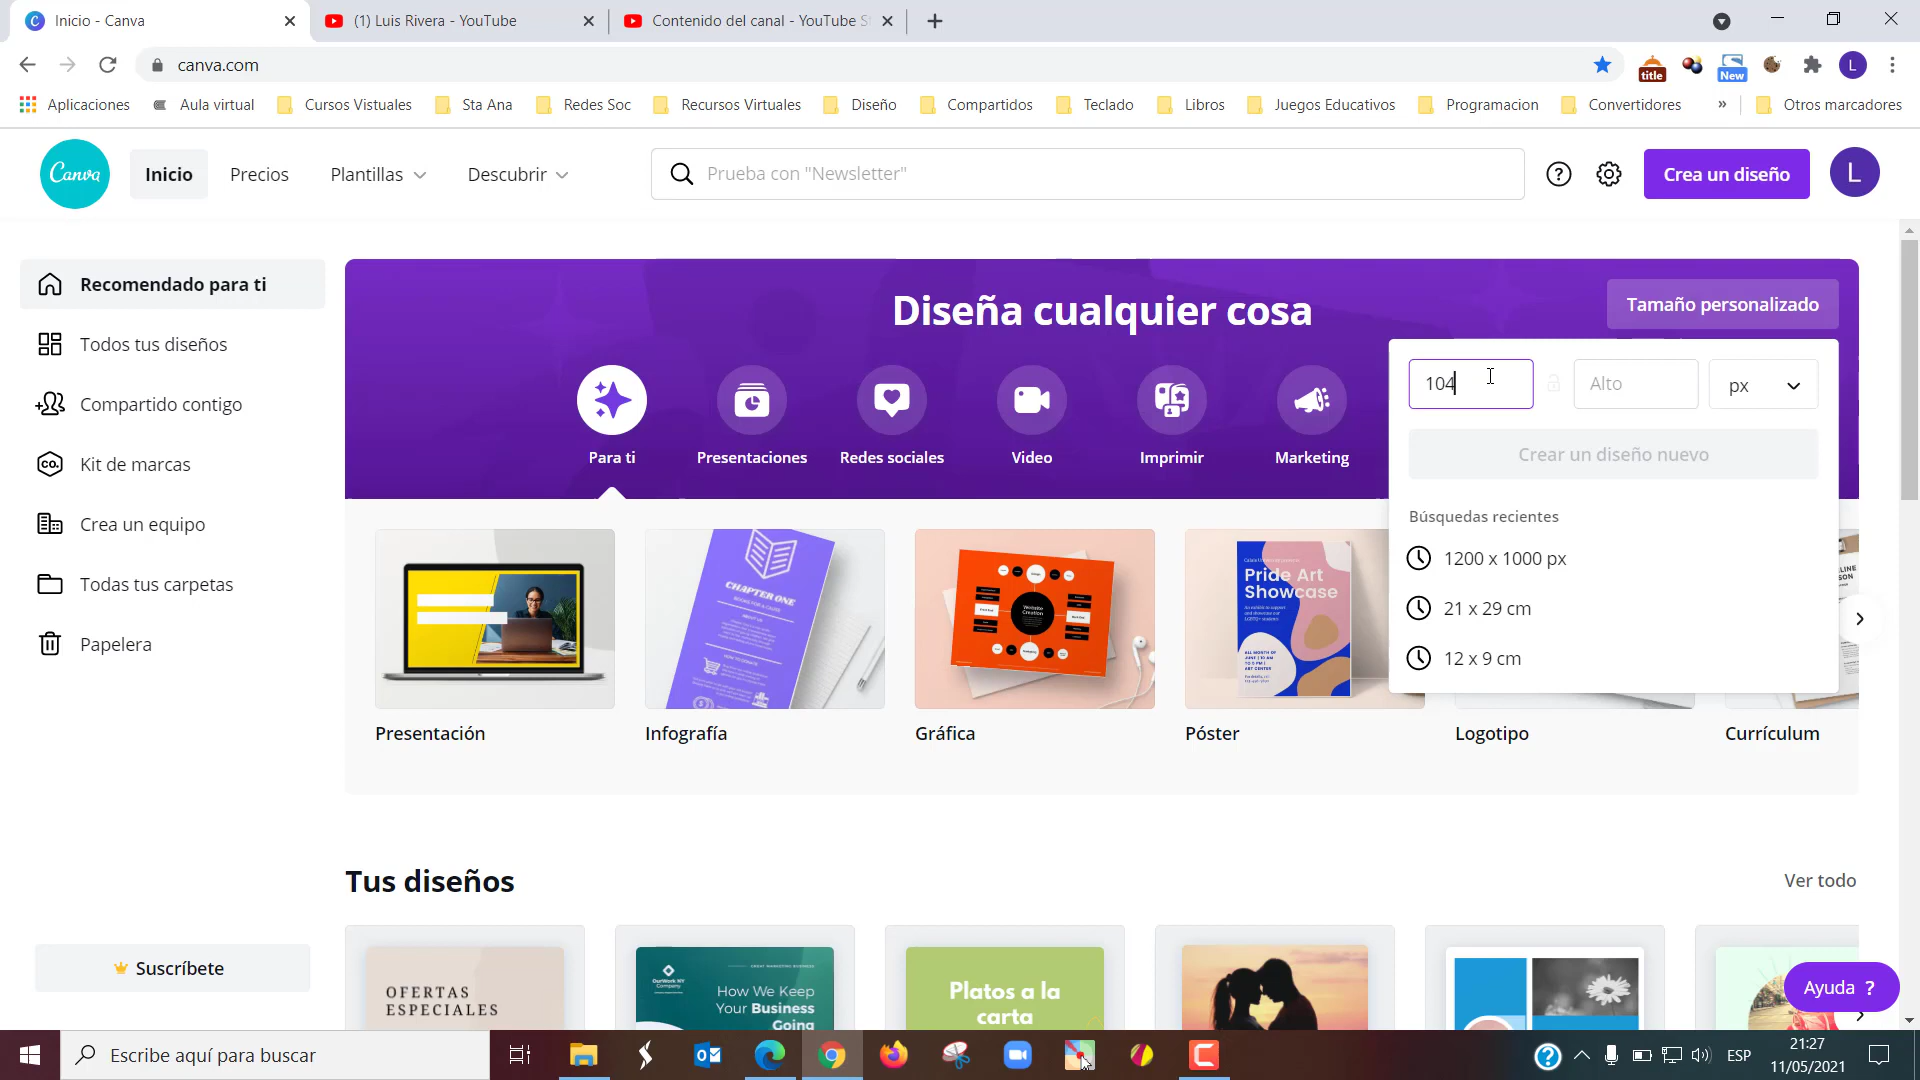 Inicio - Canva
(1) Luis Rivera - YouTube
Contenido del canal - YouTube S
canva.com
title
New
L
Aplicaciones
Aula virtual
Cursos Vistuales
Sta Ana
Redes Soc
Recursos Virtuales
Diseño
Compartidos
Teclado
Libros
Juegos Educativos
Programacion
Convertidores
»
Otros marcadores
Canva
Inicio
Precios
Plantillas
Descubrir
Prueba con "Newsletter"
Crea un diseño
L
Recomendado para ti
Todos tus diseños
Compartido contigo
Kit de marcas
Crea un equipo
Todas tus carpetas
Papelera
Suscríbete
Diseña cualquier cosa
Tamaño personalizado
Para ti
Presentaciones
Redes sociales
Video
Imprimir
Marketing
104
Alto
px
Crear un diseño nuevo
Búsquedas recientes
1200 x 1000 px
21 x 29 cm
12 x 9 cm
CHAPTER ONE
Website
Creation
Pride Art
Showcase
Presentación
Infografía
Gráfica
Póster
Logotipo
Currículum
Tus diseños
Ver todo
OFERTAS
ESPECIALES
How We Keep
Your Business
Going
Platos a la
carta
Ayuda ?
Escribe aquí para buscar
ESP
21:27
11/05/2021